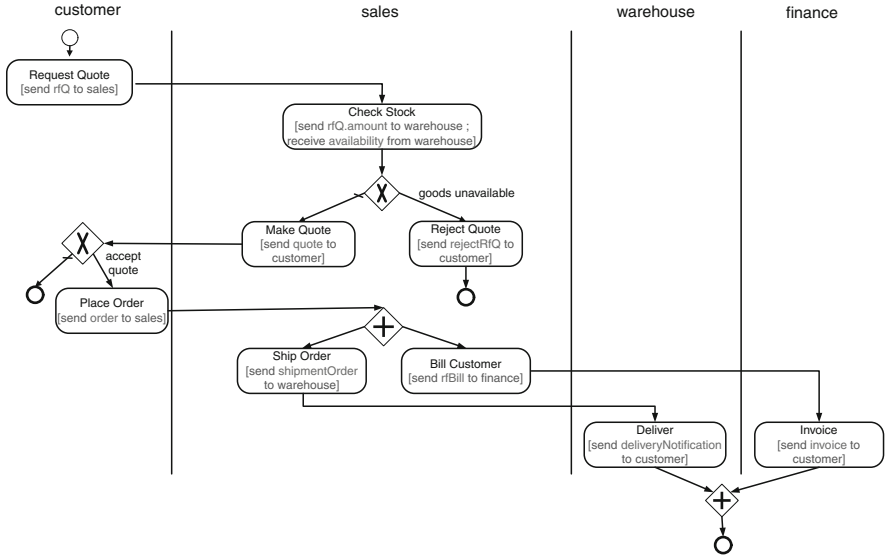 customer
sales
warehouse
finance
Request Quote
[send rfQ to sales]
Check Stock
[send rfQ.amount to warehouse ;
receive availability from warehouse]
goods unavailable
Make Quote
[send quote to
customer]
Reject Quote
[send rejectRfQ to
customer]
accept
quote
Place Order
[send order to sales]
Ship Order
[send shipmentOrder
to warehouse]
Bill Customer
[send rfBill to finance]
Deliver
[send deliveryNotification
to customer]
Invoice
[send invoice to
customer]